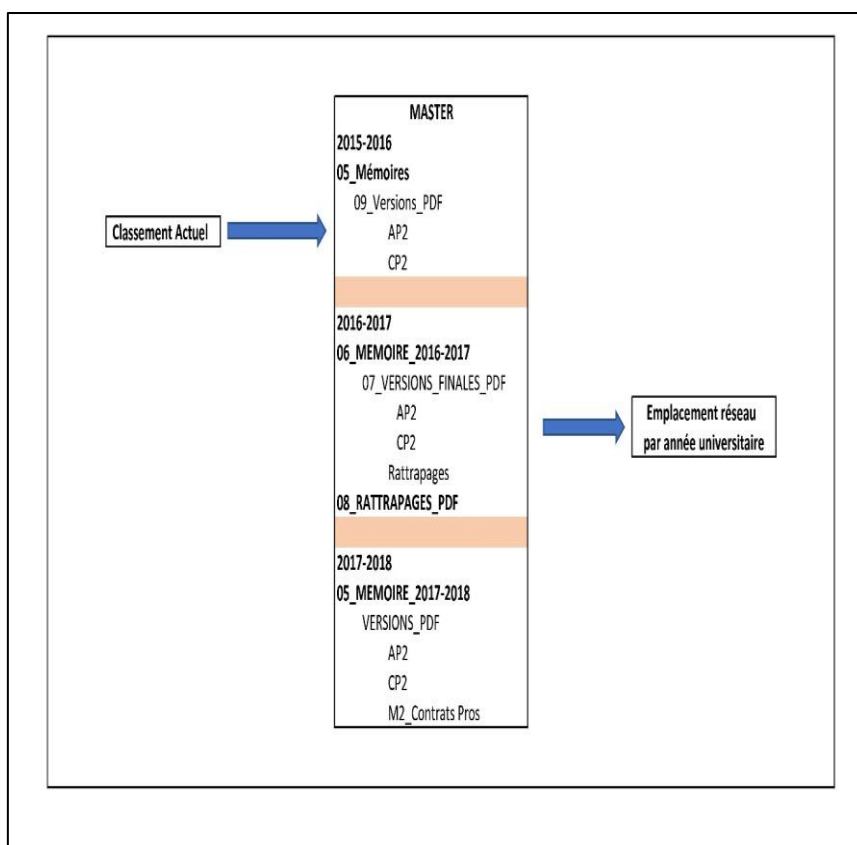 MASTER
2015-2016
05_Mémoires
09_Versions_PDF
Classement Actuel
AP2
CP2
2016-2017
06_MEMOIRE_2016-2017
07_VERSIONS_FINALES_PDF
AP2
CP2
Rattrapages
08_RATTRAPAGES_PDF
Emplacement réseau
par année universitaire
2017-2018
05_MEMOIRE_2017-2018
VERSIONS_PDF
AP2
CP2
M2_Contrats Pros